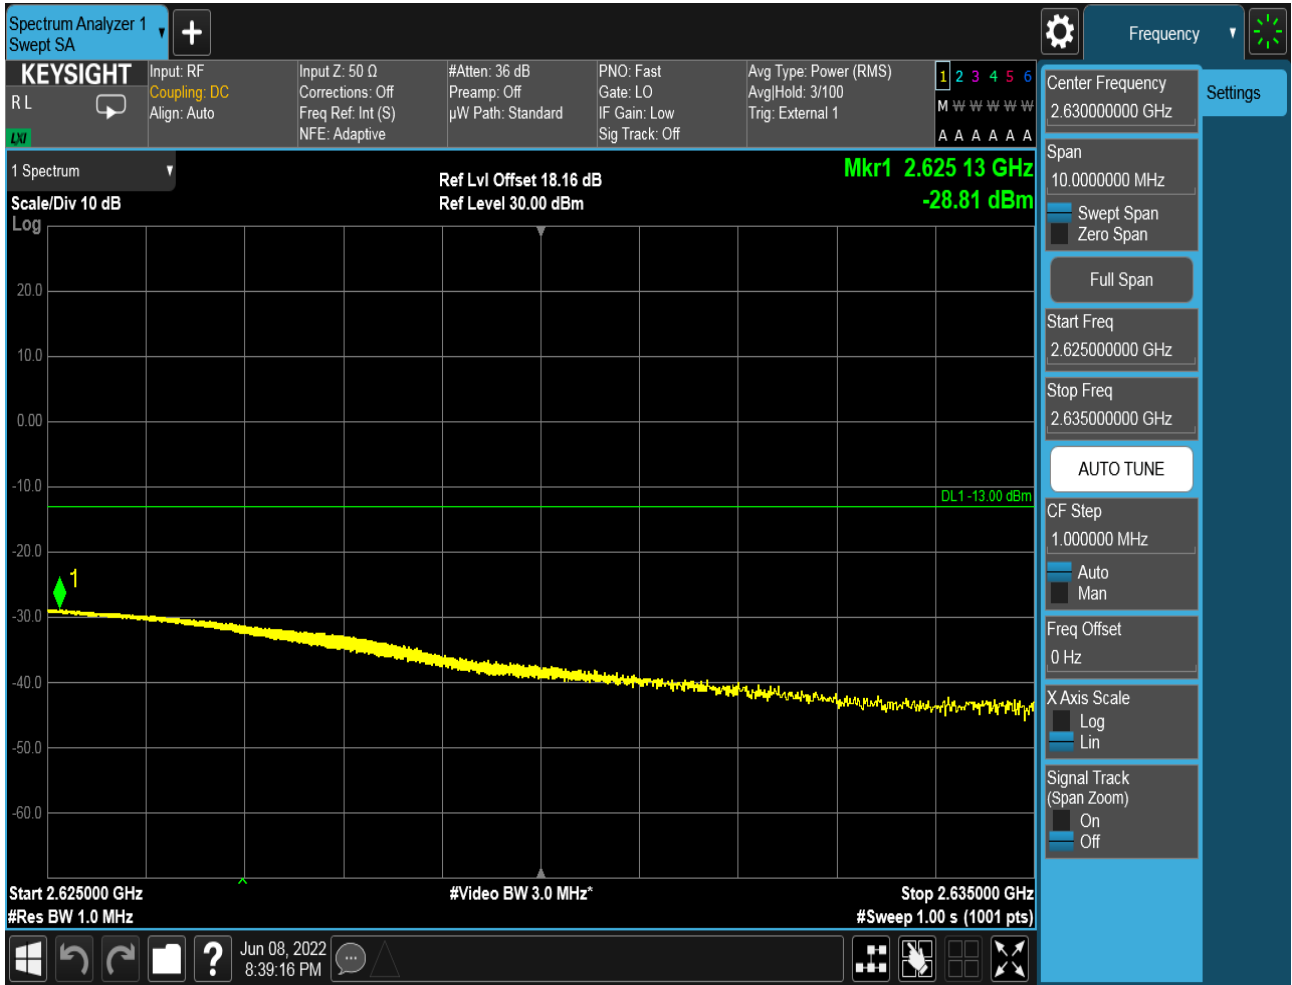 Spectrum Analyzer 1
Swept SA
Frequency
KEYSIGHT
R L
LXI
Input: RF
Coupling: DC
Align: Auto
Input Z: 50 Ω
Corrections: Off
Freq Ref: Int (S)
NFE: Adaptive
#Atten: 36 dB
Preamp: Off
µW Path: Standard
PNO: Fast
Gate: LO
IF Gain: Low
Sig Track: Off
Avg Type: Power (RMS)
Avg|Hold: 3/100
Trig: External 1
1 2 3 4 5 6
M W W W W W
A A A A A A
1 Spectrum
Scale/Div 10 dB
Log
Ref Lvl Offset 18.16 dB
Ref Level 30.00 dBm
Mkr1 2.625 13 GHz
-28.81 dBm
20.0
10.0
0.00
-10.0
-20.0
-30.0
-40.0
-50.0
-60.0
DL1 -13.00 dBm
1
Start 2.625000 GHz
#Res BW 1.0 MHz
#Video BW 3.0 MHz*
Stop 2.635000 GHz
#Sweep 1.00 s (1001 pts)
Jun 08, 2022
8:39:16 PM
Center Frequency
2.630000000 GHz
Settings
Span
10.0000000 MHz
Swept Span
Zero Span
Full Span
Start Freq
2.625000000 GHz
Stop Freq
2.635000000 GHz
AUTO TUNE
CF Step
1.000000 MHz
Auto
Man
Freq Offset
0 Hz
X Axis Scale
Log
Lin
Signal Track
(Span Zoom)
On
Off